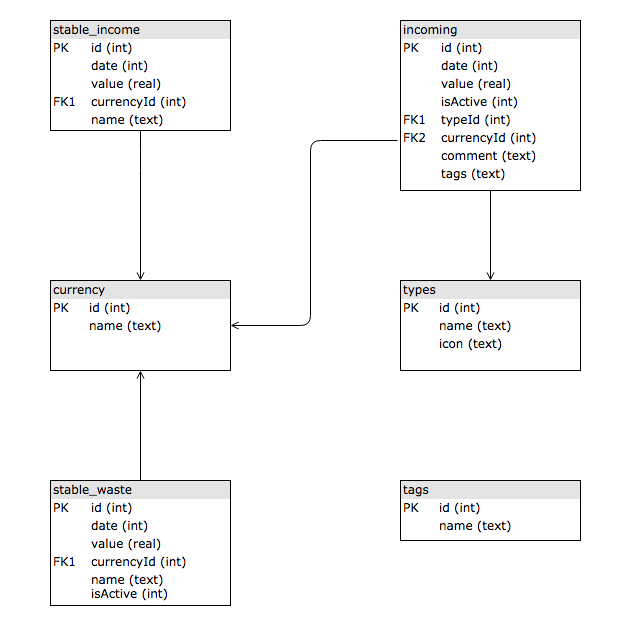 stable_income
PK id (int)
date (int)
value (real)
FK1 currencyId (int)
name (text)
incoming
PK id (int)
date (int)
value (real)
isActive (int)
FK1 typeId (int)
FK2 currencyId (int)
comment (text)
tags (text)
currency
PK id (int)
name (text)
types
PK id (int)
name (text)
icon (text)
stable_waste
PK id (int)
date (int)
value (real)
FK1 currencyId (int)
name (text)
isActive (int)
tags
PK id (int)
name (text)